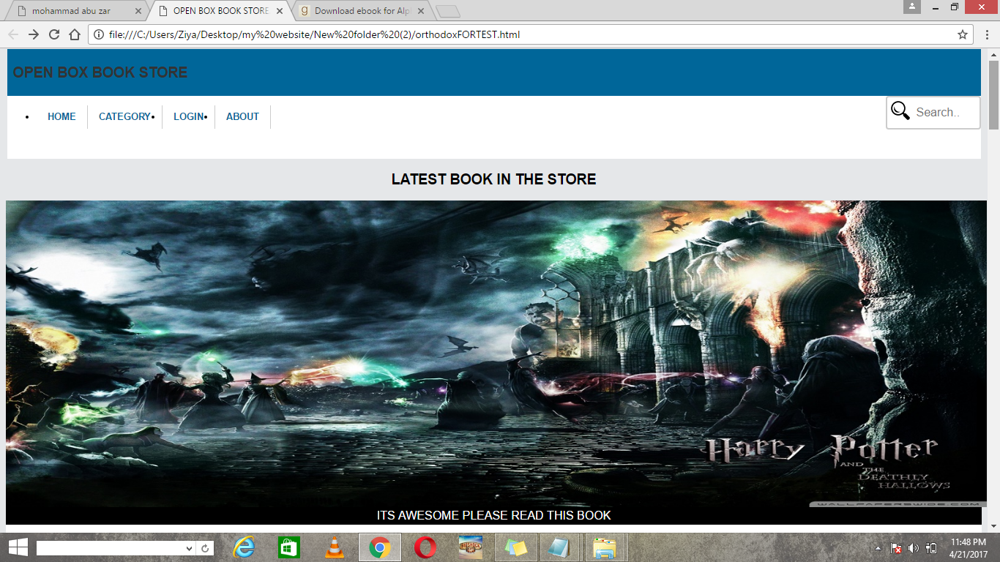 mohammad abu zar
OPEN BOX BOOK STORE
Download ebook for Alp
file:///C:/Users/Ziya/Desktop/my%20website/New%20folder%20(2)/orthodoxFORTEST.html
OPEN BOX BOOK STORE
HOME CATEGORY LOGIN ABOUT
Search..
LATEST BOOK IN THE STORE
Harry Potter
AND THE
DEATHLY
HALLOWS
WALLPAPERSWIDE.COM
ITS AWESOME PLEASE READ THIS BOOK
11:48 PM
4/21/2017